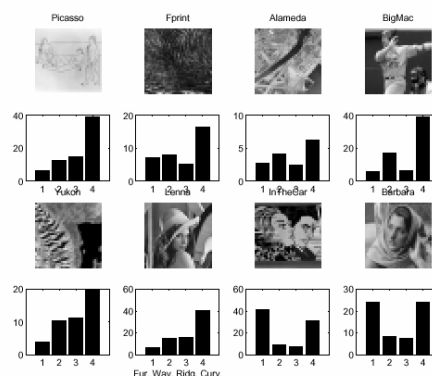 Picasso Fprint Alameda BigMac
40 20 10 40
20 10 5 20
0 0 0 0
1 2 3 4 1 2 3 4 1 2 3 4 1 2 3 4
Yukon Lenna InTheBar Barbara
20 60 60 30
40 40 20
10
20 20 10
0 0 0 0
1 2 3 4 1 2 3 4 1 2 3 4 1 2 3 4
Fur, Wav, Ridg, Curv